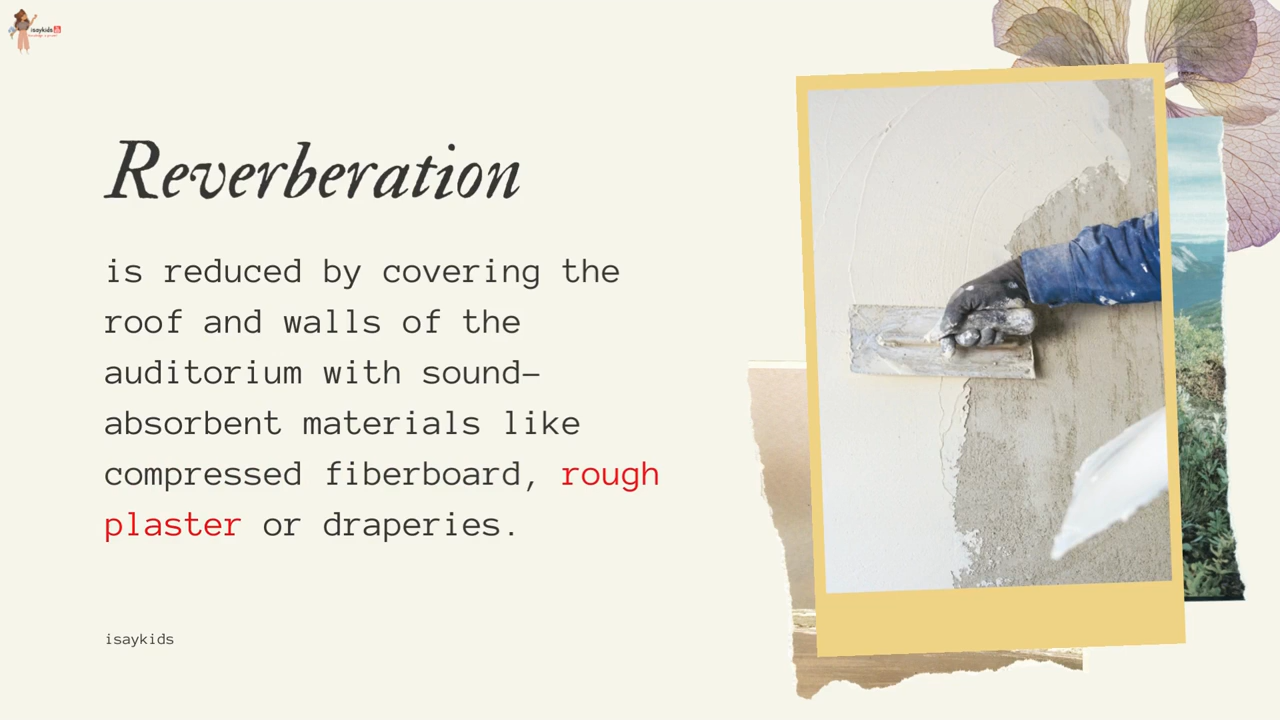 isaykids
Reverberation
is reduced by covering the
roof and walls of the
auditorium with sound-
absorbent materials like
compressed fiberboard, rough
plaster or draperies.
isaykids